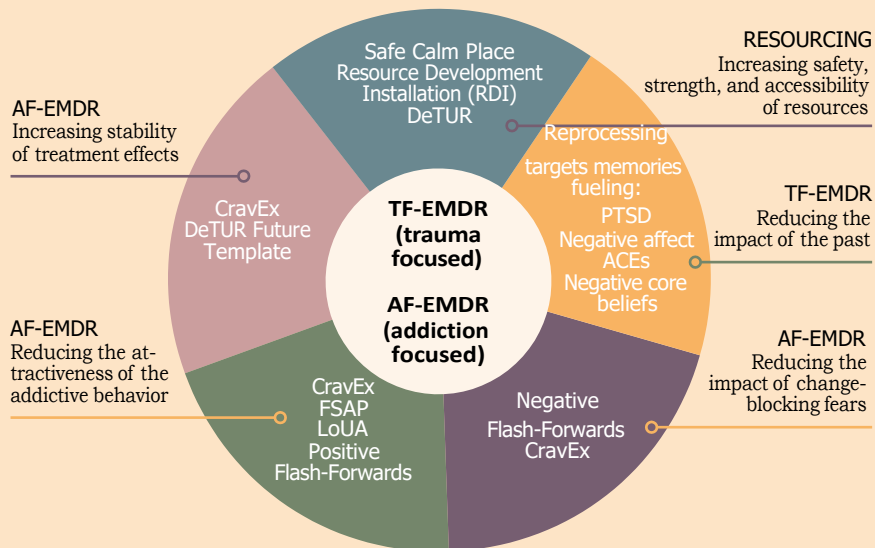 Safe Calm Place
Resource Development
Installation (RDI)
DeTUR
RESOURCING
Increasing safety,
strength, and accessibility
of resources
Reprocessing
targets memories
fueling:
PTSD
Negative affect
ACEs
Negative core
beliefs
TF-EMDR
Reducing the
impact of the past
Negative
Flash-Forwards
CravEx
AF-EMDR
Reducing the
impact of change-
blocking fears
CravEx
FSAP
LoUA
Positive
Flash-Forwards
AF-EMDR
Reducing the at-
tractiveness of the
addictive behavior
CravEx
DeTUR Future
Template
AF-EMDR
Increasing stability
of treatment effects
TF-EMDR
(trauma
focused)
AF-EMDR
(addiction
focused)